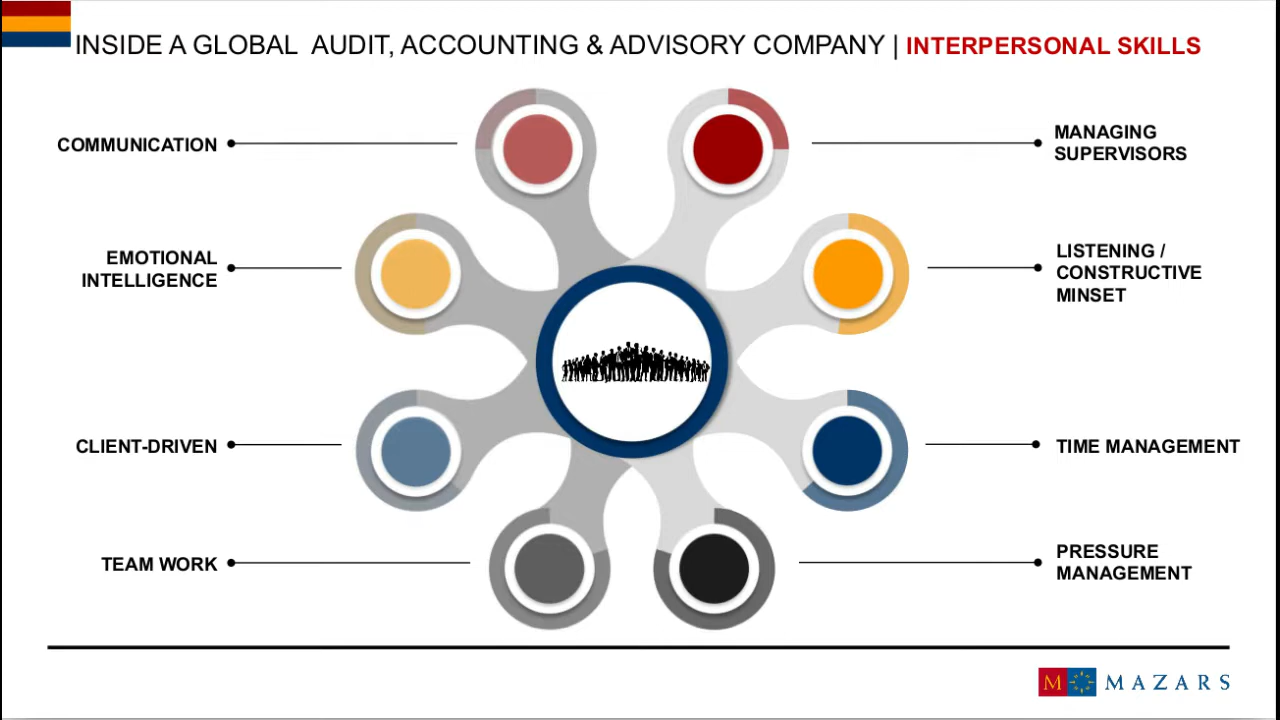 INSIDE A GLOBAL AUDIT, ACCOUNTING & ADVISORY COMPANY | INTERPERSONAL SKILLS
COMMUNICATION
MANAGING
SUPERVISORS
EMOTIONAL
INTELLIGENCE
LISTENING /
CONSTRUCTIVE
MINSET
CLIENT-DRIVEN
TIME MANAGEMENT
TEAM WORK
PRESSURE
MANAGEMENT
M MAZARS